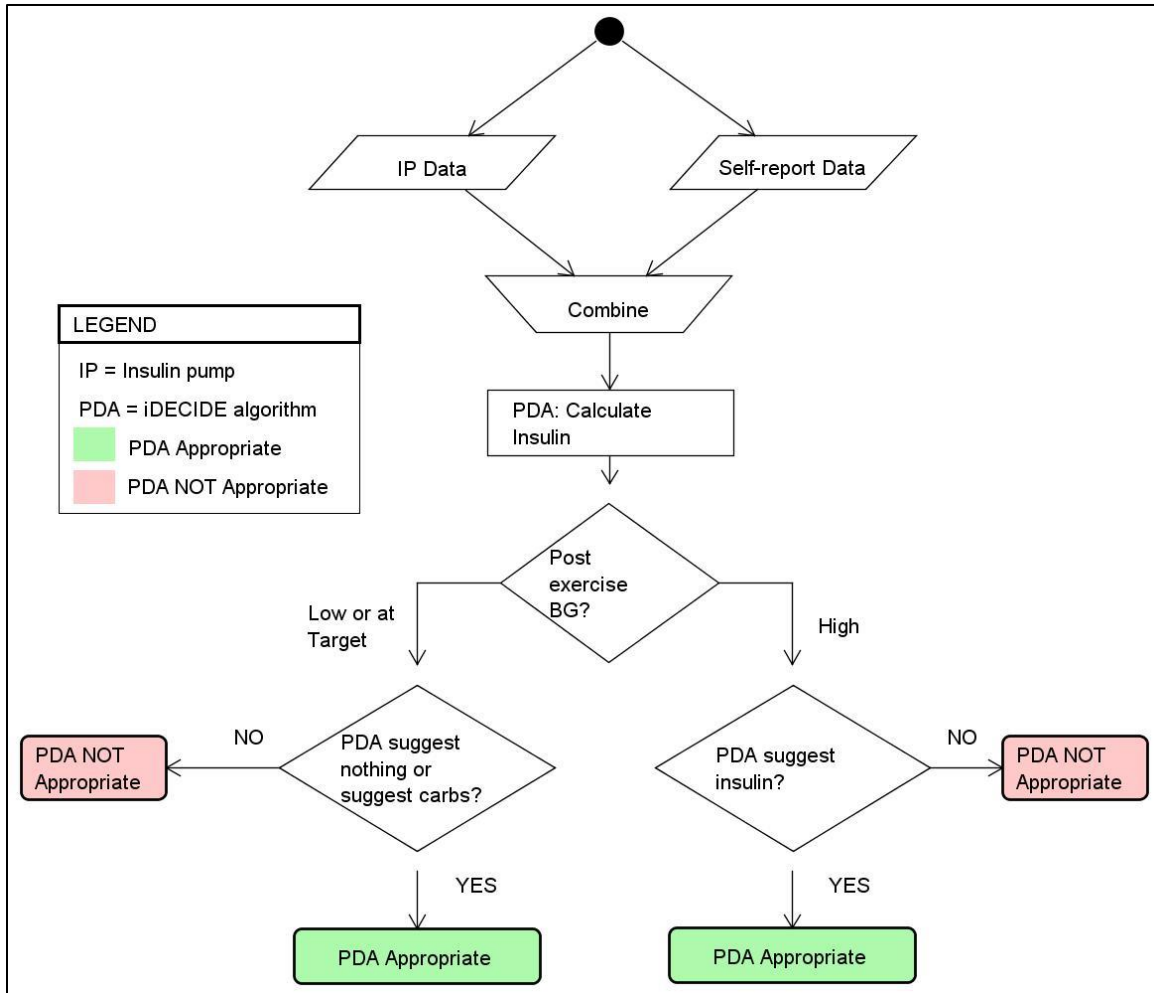 IP Data
Self-report Data
Combine
LEGEND
IP = Insulin pump
PDA = iDECIDE algorithm
PDA Appropriate
PDA NOT Appropriate
PDA: Calculate
Insulin
Post
exercise
BG?
Low or at
Target
High
NO
PDA NOT
Appropriate
PDA suggest
nothing or
suggest carbs?
PDA suggest
insulin?
NO
PDA NOT
Appropriate
YES
YES
PDA Appropriate
PDA Appropriate